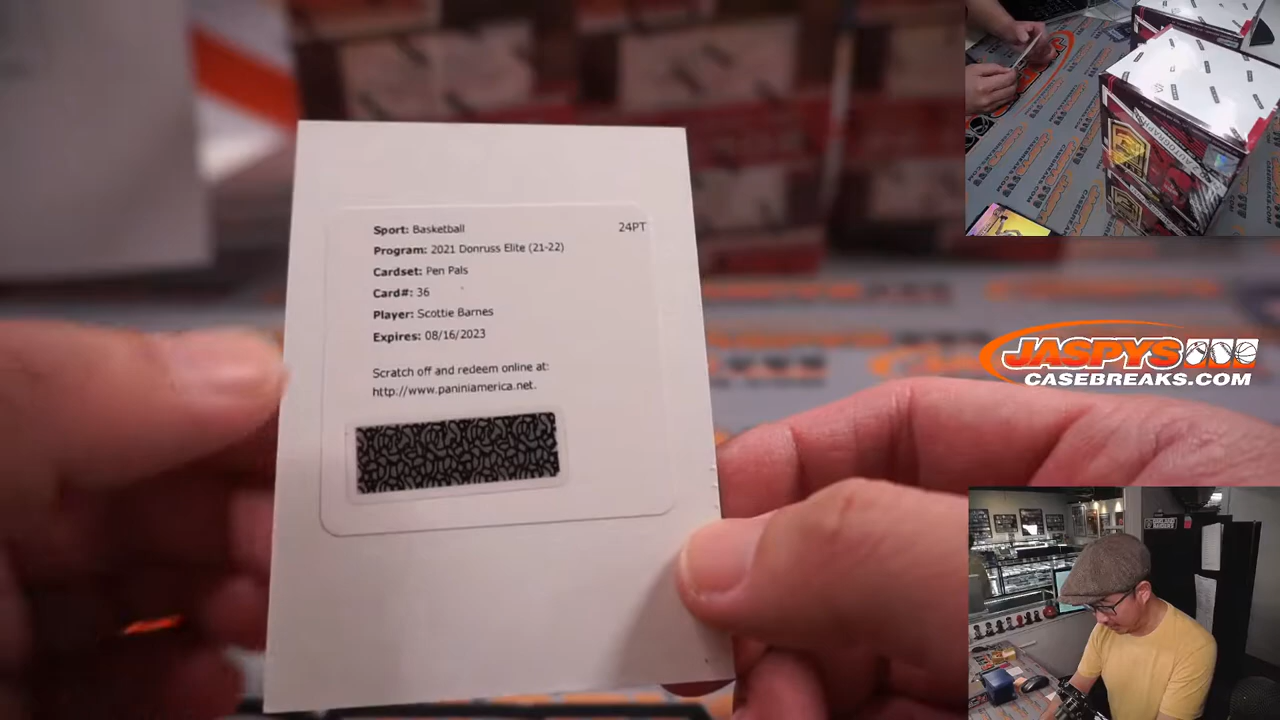 Sport: Basketball
24PT
Program: 2021 Donruss Elite (21-22)
Cardset: Pen Pals
Card#: 36
Player: Scottie Barnes
Expires: 08/16/2023
Scratch off and redeem online at:
http://www.paniniamerica.net.
JASPYS
CASEBREAKS.COM